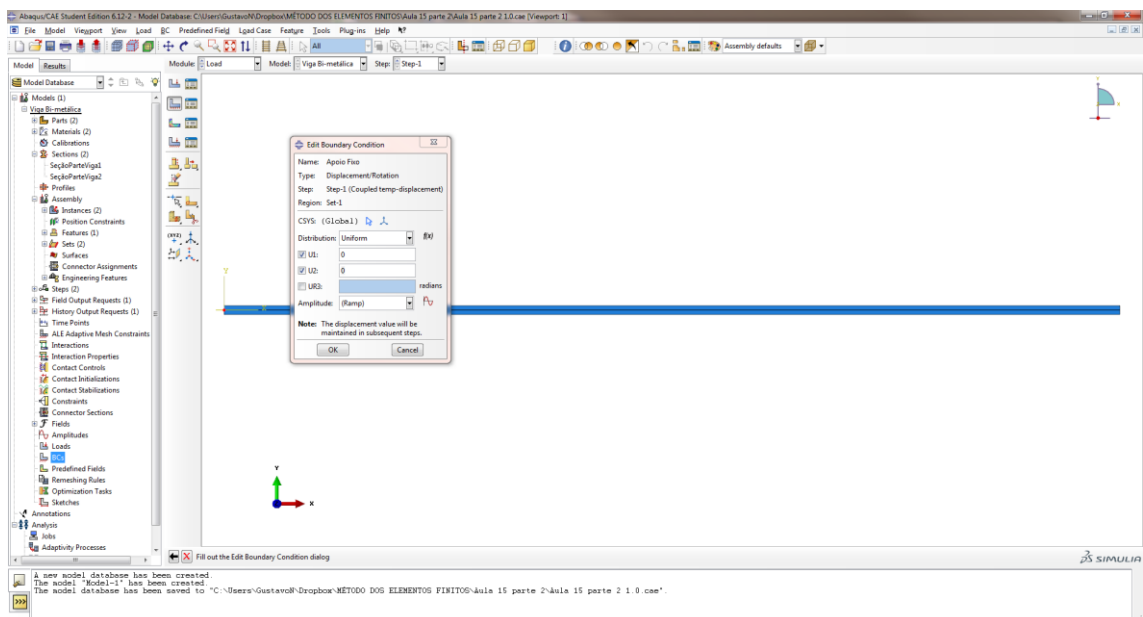 Abaqus/CAE Student Edition 6.12-2 - Model Database: C:\Users\GustavoN\Dropbox\MÉTODO DOS ELEMENTOS FINITOS\Aula 15 parte 2\Aula 15 parte 2 1.0.cae [Viewport: 1]
File Model Viewport View Load BC Predefined Field Load Case Feature Tools Plug-ins Help
All
Assembly defaults
Model Results
Module: Load Model: Viga Bi-metálica Step: Step-1
Model Database
Models (1)
Viga Bi-metálica
Parts (2)
Materials (2)
Calibrations
Sections (2)
SeçãoParteViga1
SeçãoParteViga2
Profiles
Assembly
Instances (2)
Position Constraints
Features (1)
Sets (2)
Surfaces
Connector Assignments
Engineering Features
Steps (2)
Field Output Requests (1)
History Output Requests (1)
Time Points
ALE Adaptive Mesh Constraints
Interactions
Interaction Properties
Contact Controls
Contact Initializations
Contact Stabilizations
Constraints
Connector Sections
Fields
Amplitudes
Loads
BCs
Predefined Fields
Remeshing Rules
Optimization Tasks
Sketches
Annotations
Analysis
Jobs
Adaptivity Processes
(XYZ)
Edit Boundary Condition
Name: Apoio Fixo
Type: Displacement/Rotation
Step: Step-1 (Coupled temp-displacement)
Region: Set-1
CSYS: (Global)
Distribution: Uniform f(x)
U1: 0
U2: 0
UR3: radians
Amplitude: (Ramp)
Note: The displacement value will be
maintained in subsequent steps.
OK Cancel
Y
Y
Y
X
Fill out the Edit Boundary Condition dialog
SIMULIA
A new model database has been created.
The model "Model-1" has been created.
The model database has been saved to "C:\Users\GustavoN\Dropbox\MÉTODO DOS ELEMENTOS FINITOS\Aula 15 parte 2\Aula 15 parte 2 1.0.cae".
>>>